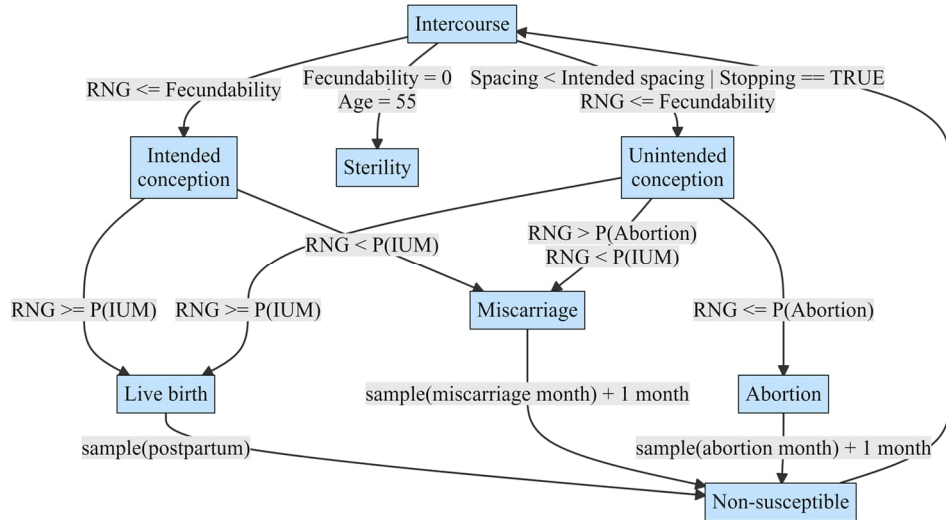 Intercourse
RNG <= Fecundability
Fecundability = 0
Age = 55
Spacing < Intended spacing | Stopping == TRUE
RNG <= Fecundability
Intended
conception
Sterility
Unintended
conception
RNG < P(IUM)
RNG > P(Abortion)
RNG < P(IUM)
RNG >= P(IUM)
RNG >= P(IUM)
Miscarriage
RNG <= P(Abortion)
Live birth
sample(miscarriage month) + 1 month
Abortion
sample(postpartum)
sample(abortion month) + 1 month
Non-susceptible